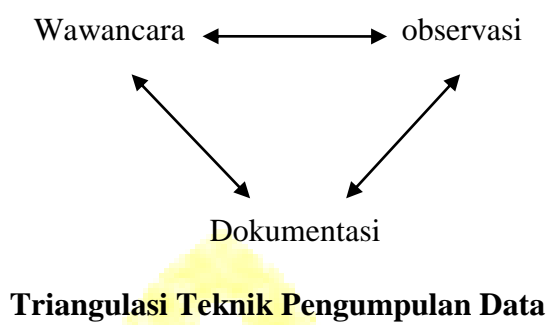 Wawancara observasi
Dokumentasi
Triangulasi Teknik Pengumpulan Data